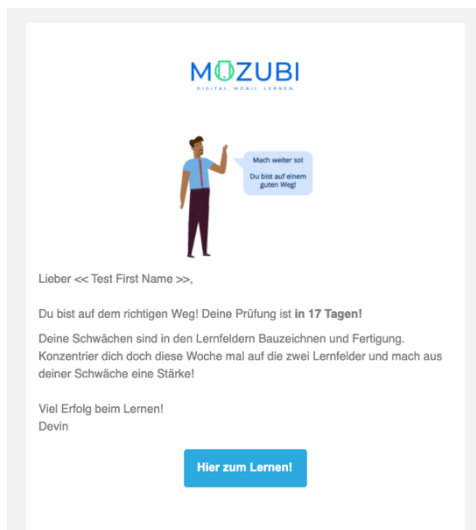 MOZUBI
DIGITAL. MOBIL. LERNEN.
Mach weiter so!
Du bist auf einem
guten Weg!
Lieber << Test First Name >>,
Du bist auf dem richtigen Weg! Deine Prüfung ist in 17 Tagen!
Deine Schwächen sind in den Lernfeldern Bauzeichnen und Fertigung.
Konzentrier dich doch diese Woche mal auf die zwei Lernfelder und mach aus
deiner Schwäche eine Stärke!
Viel Erfolg beim Lernen!
Devin
Hier zum Lernen!